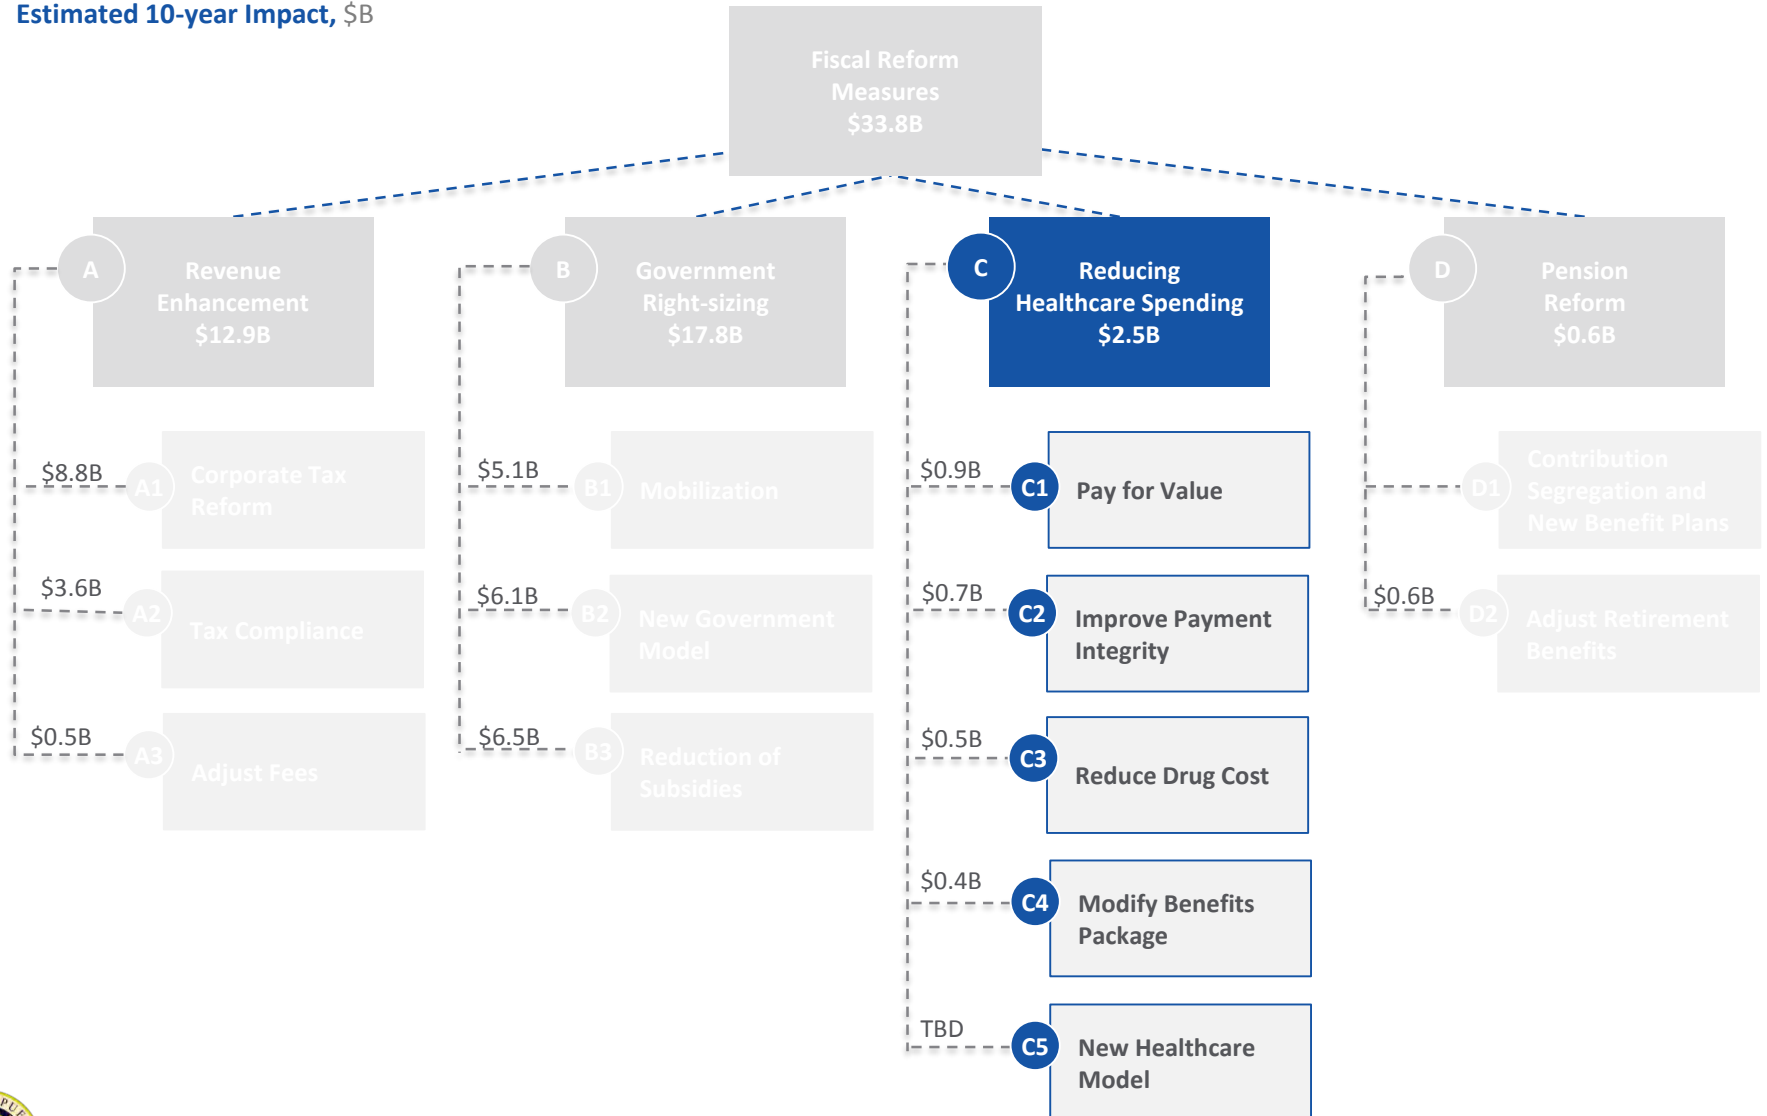 Estimated 10-year Impact, $B
Fiscal Reform
Measures
$33.8B
A
Revenue
Enhancement
$12.9B
$8.8B
A1
Corporate Tax
Reform
$3.6B
A2
Tax Compliance
$0.5B
A3
Adjust Fees
B
Government
Right-sizing
$17.8B
$5.1B
B1
Mobilization
$6.1B
B2
New Government
Model
$6.5B
B3
Reduction of
Subsidies
C
Reducing
Healthcare Spending
$2.5B
$0.9B
C1
Pay for Value
$0.7B
C2
Improve Payment
Integrity
$0.5B
C3
Reduce Drug Cost
$0.4B
C4
Modify Benefits
Package
TBD
C5
New Healthcare
Model
D
Pension
Reform
$0.6B
D1
Contribution
Segregation and
New Benefit Plans
$0.6B
D2
Adjust Retirement
Benefits